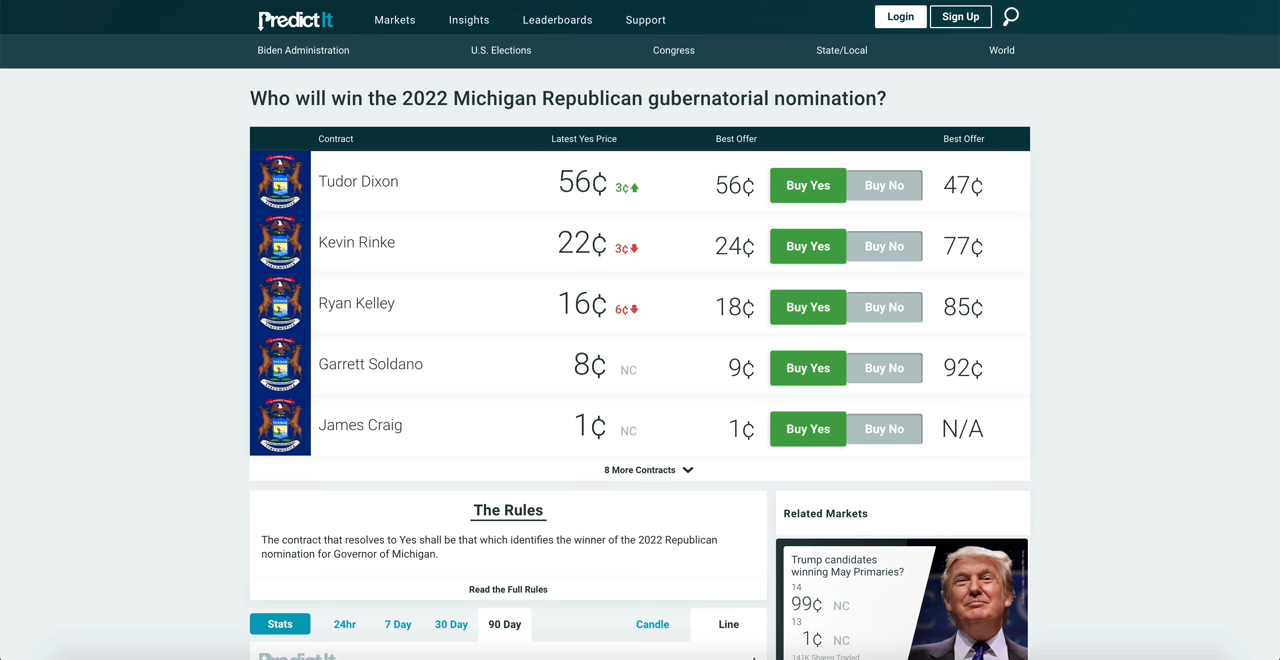 PredictIt
Markets
Insights
Leaderboards
Support
Login
Sign Up
Biden Administration
U.S. Elections
Congress
State/Local
World
Who will win the 2022 Michigan Republican gubernatorial nomination?
Contract
Latest Yes Price
Best Offer
Best Offer
Tudor Dixon
56¢ 3¢
56¢
Buy Yes
Buy No
47¢
Kevin Rinke
22¢ 3¢
24¢
Buy Yes
Buy No
77¢
Ryan Kelley
16¢ 6¢
18¢
Buy Yes
Buy No
85¢
Garrett Soldano
8¢ NC
9¢
Buy Yes
Buy No
92¢
James Craig
1¢ NC
1¢
Buy Yes
Buy No
N/A
8 More Contracts
The Rules
The contract that resolves to Yes shall be that which identifies the winner of the 2022 Republican
nomination for Governor of Michigan.
Read the Full Rules
Stats
24hr
7 Day
30 Day
90 Day
Candle
Line
PredictIt
Related Markets
Trump candidates
winning May Primaries?
14
99¢ NC
13
1¢ NC
141K Shares Traded